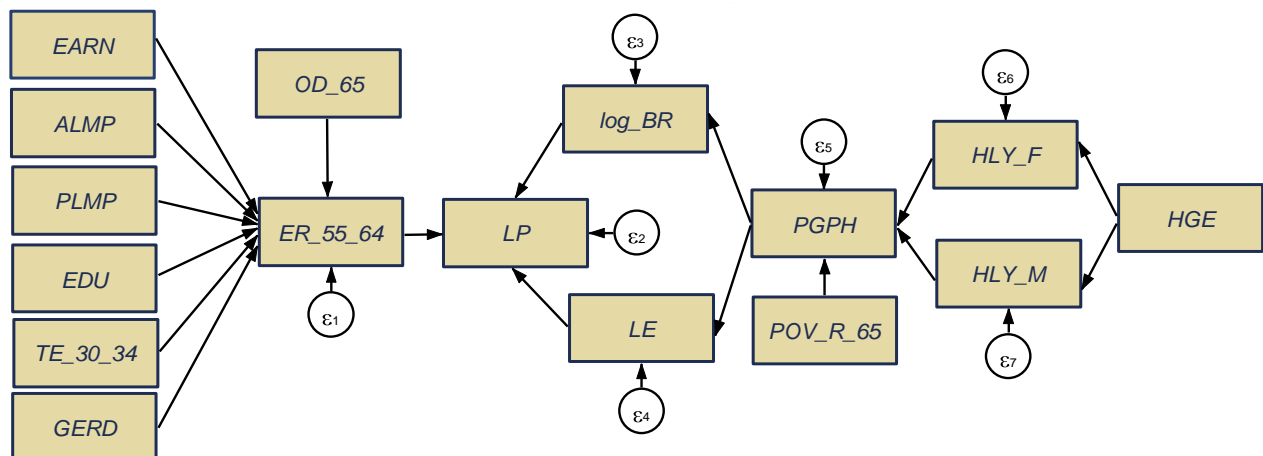 EARN
ALMP
PLMP
EDU
TE_30_34
GERD
OD_65
ER_55_64
ε1
LP
ε2
ε3
log_BR
LE
ε4
ε5
PGPH
POV_R_65
ε6
HLY_F
HLY_M
ε7
HGE